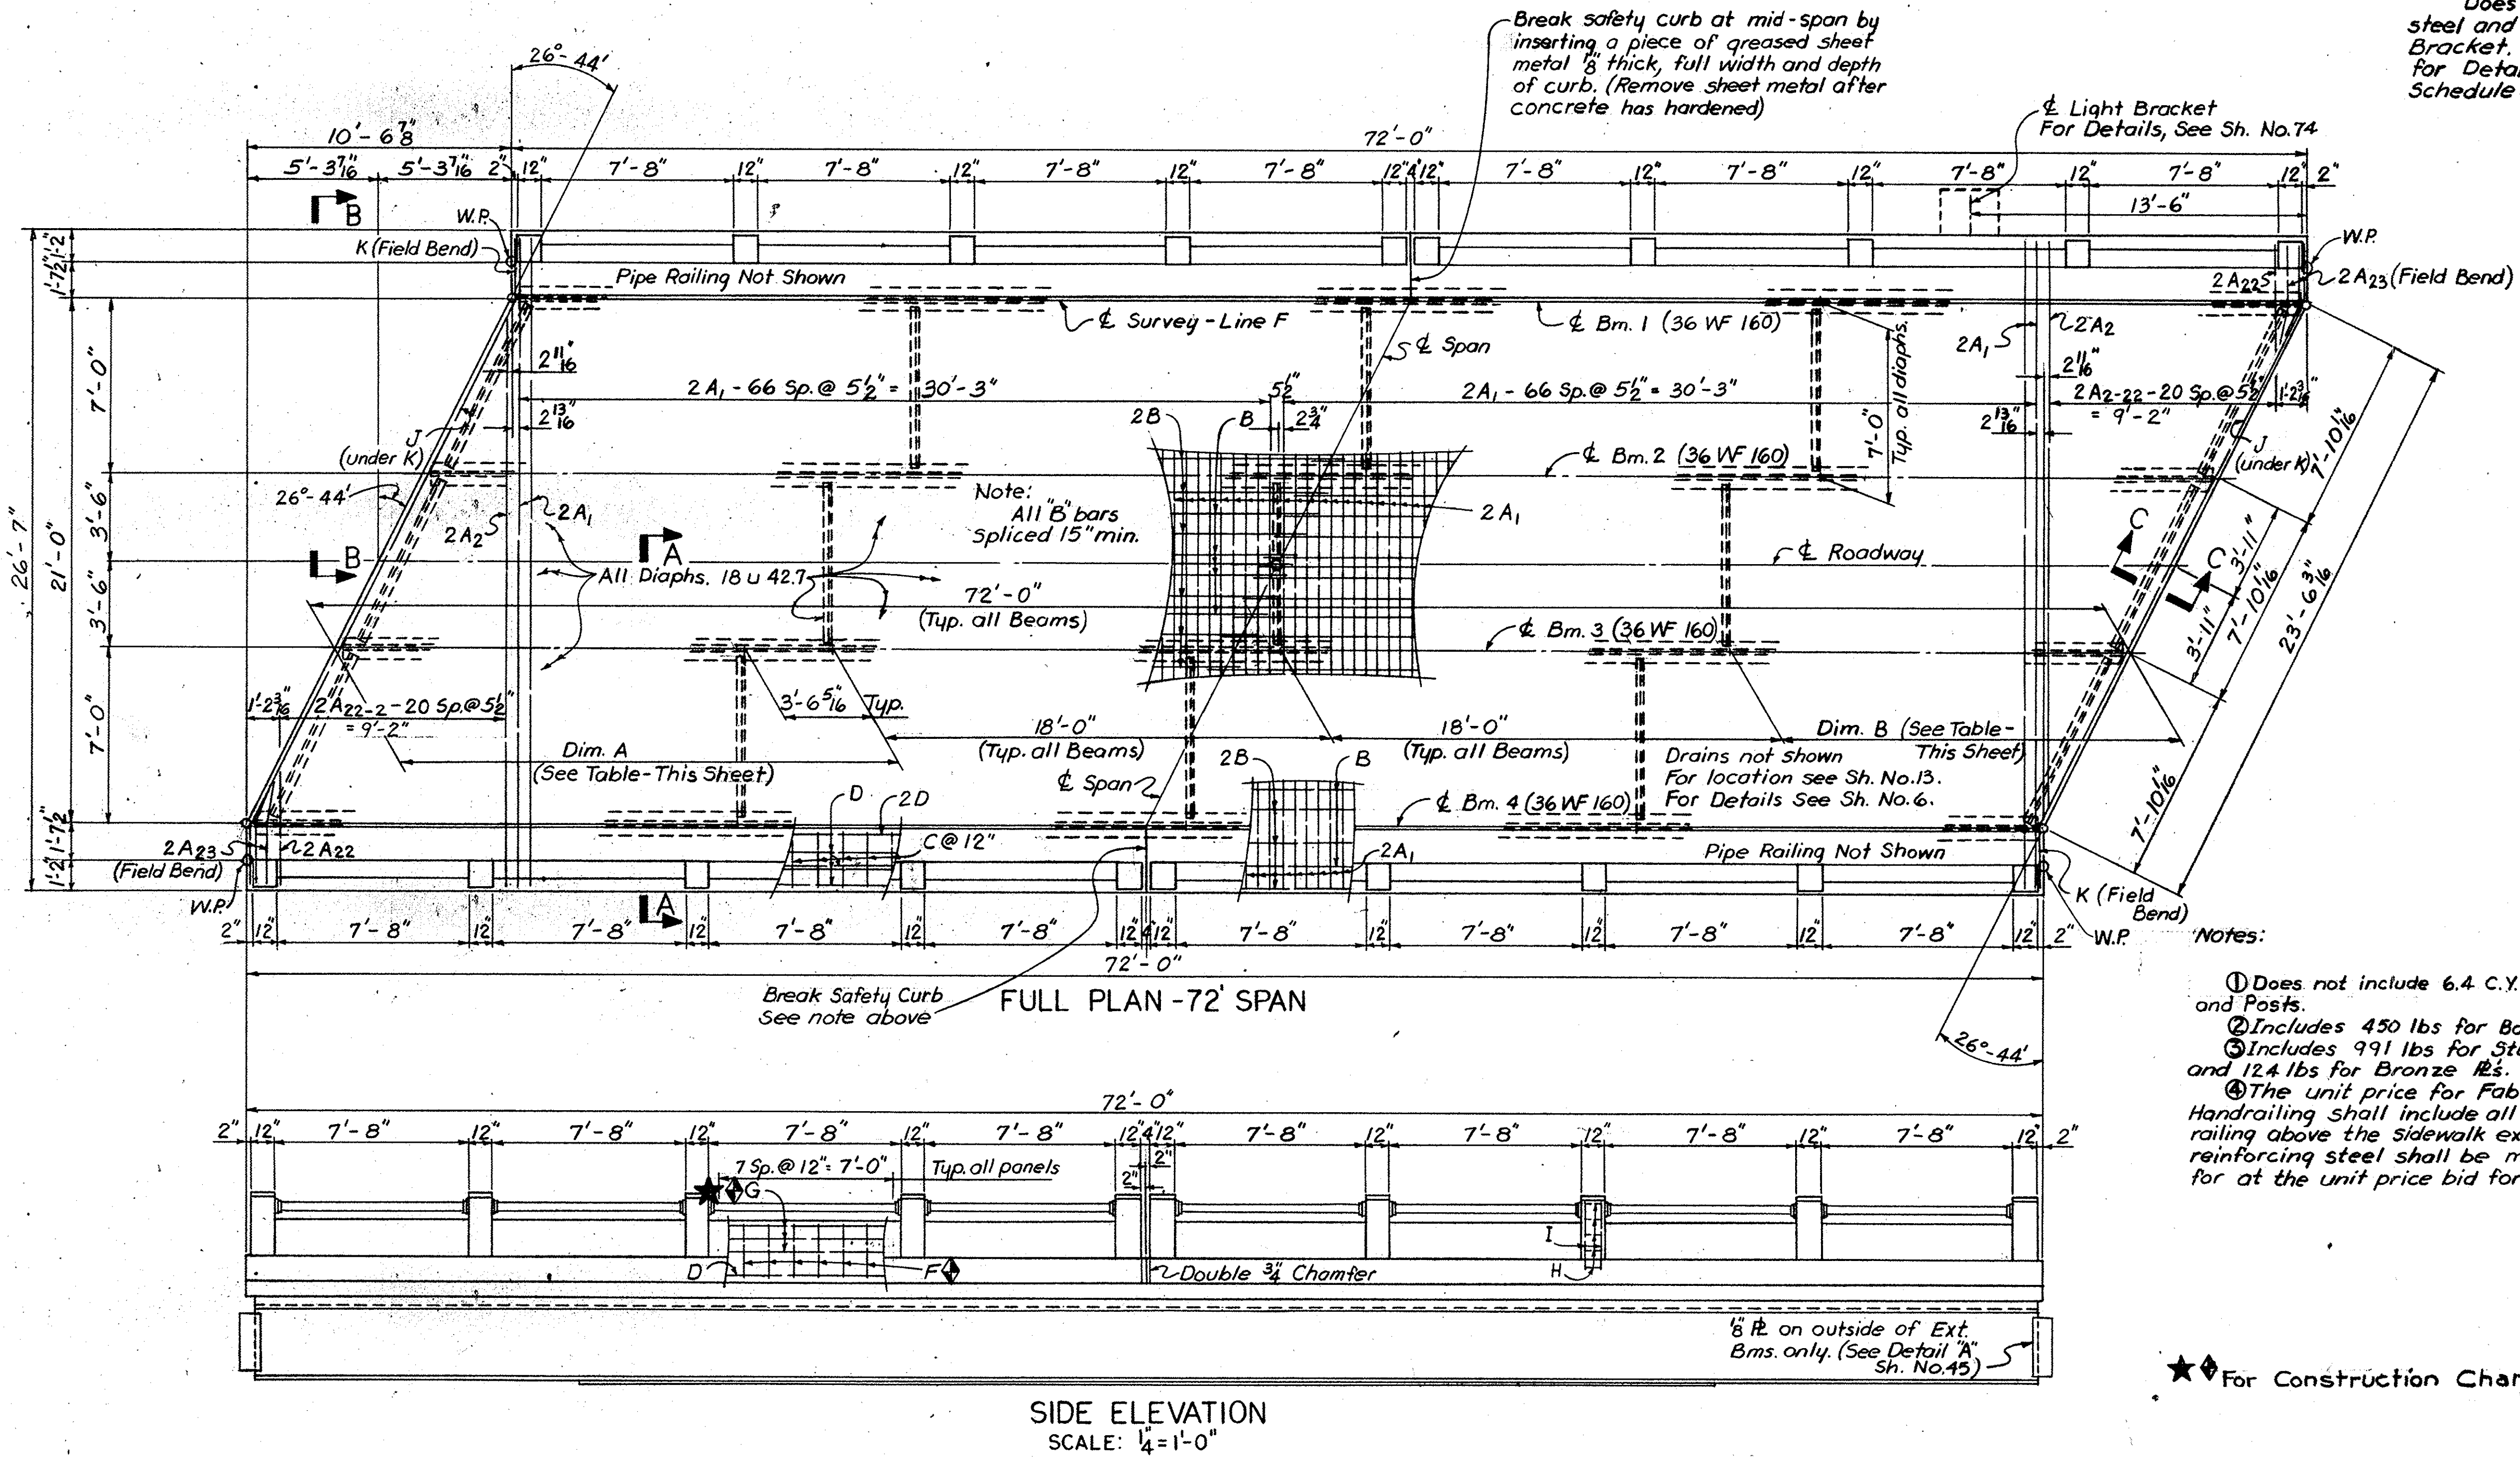 Does
steel and
Bracket.
for Detai
Schedule
Break safety curb at mid-span by
inserting a piece of greased sheet
metal 1/8" thick, full width and depth
of curb. (Remove sheet metal after
concrete has hardened)
℄ Light Bracket
For Details, See Sh. No. 74
26°-44'
10'-6 7/8" 72'-0"
5'-3 7/16" 5'-3 7/16" 2" 12" 7'-8" 12" 7'-8" 12" 7'-8" 12" 7'-8" 12" 4" 12" 7'-8" 12" 7'-8" 12" 7'-8" 12" 7'-8" 12" 2"
13'-6"
B
W.P.
K (Field Bend)
Pipe Railing Not Shown
W.P.
2A22
2A23 (Field Bend)
1'-2"
1'-7 1/2"
℄ Survey-Line F
℄ Bm. 1 (36 WF 160)
℄ Span
2A1
2A2
2 11/16"
2A1 - 66 Sp. @ 5 1/2" = 30'-3"
5 1/2"
2 3/4"
2A1 - 66 Sp. @ 5 1/2" = 30'-3"
7'-0"
Typ. all diaphs.
2 11/16"
2A2-22-20 Sp. @ 5 1/2"
= 9'-2"
1'-2 3/16"
2 13/16"
2 13/16"
J
(under K)
J
(under K)
7'-10 1/16"
2B
B
℄ Bm. 2 (36 WF 160)
26°-44'
2A2
2A1
Note:
All "B" bars
Spliced 15" min.
2A1
26'-7"
21'-0"
7'-0"
3'-6"
3'-6"
7'-0"
B
A
All Diaphs. 18 U 42.7
℄ Roadway
C
C
3'-11"
3'-11"
7'-10 1/16"
23'-6 3/16"
72'-0"
(Typ. all Beams)
℄ Bm. 3 (36 WF 160)
1'-2 3/16"
2A22-2-20 Sp. @ 5 1/2"
= 9'-2"
3'-6 5/16" Typ.
18'-0"
(Typ. all Beams)
18'-0"
(Typ. all Beams)
Dim. A
(See Table-This Sheet)
Dim. B (See Table-
This Sheet)
Drains not shown
For location see Sh. No. 13.
For Details See Sh. No. 6.
℄ Span
D
2D
C @ 12"
2B
B
℄ Bm. 4 (36 WF 160)
7'-10 1/16"
1'-7 1/2"
1'-2"
2A23
2A22
(Field Bend)
2A1
Pipe Railing Not Shown
W.P.
A
K (Field
Bend)
W.P.
2" 12" 7'-8" 12" 7'-8" 12" 7'-8" 12" 7'-8" 12" 4" 12" 7'-8" 12" 7'-8" 12" 7'-8" 12" 7'-8" 12" 2"
72'-0"
Break Safety Curb
See note above
FULL PLAN - 72' SPAN
26°-44'
Notes:
① Does not include 6.4 C.Y.
and Posts.
② Includes 450 lbs for
③ Includes 991 lbs for
and 124 lbs for Bronze ℙ's.
④ The unit price for Fab
Handrailing shall include all
railing above the sidewalk ex
reinforcing steel shall be m
for at the unit price bid for
72'-0"
2" 12" 7'-8" 12" 7'-8" 12" 7'-8" 12" 7'-8" 12" 4" 12" 7'-8" 12" 7'-8" 12" 7'-8" 12" 7'-8" 12" 2"
7 Sp. @ 12" = 7'-0" Typ. all panels
2"
2"
G
D
F
I
H
Double 3/4" Chamfer
1/8" ℙ on outside of Ext.
Bms. only. (See Detail "A"
Sh. No. 45)
★ For Construction Chan
SIDE ELEVATION
SCALE: 1/4" = 1'-0"